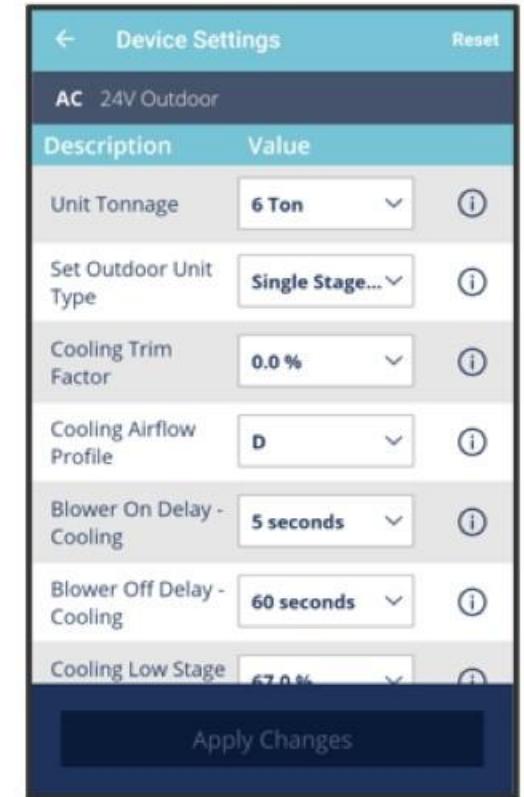 Device Settings
Reset
AC 24V Outdoor
Description Value
Unit Tonnage
6 Ton
Set Outdoor Unit
Type
Single Stage...
Cooling Trim
Factor
0.0 %
Cooling Airflow
Profile
D
Blower On Delay -
Cooling
5 seconds
Blower Off Delay -
Cooling
60 seconds
Cooling Low Stage
67.0 %
Apply Changes